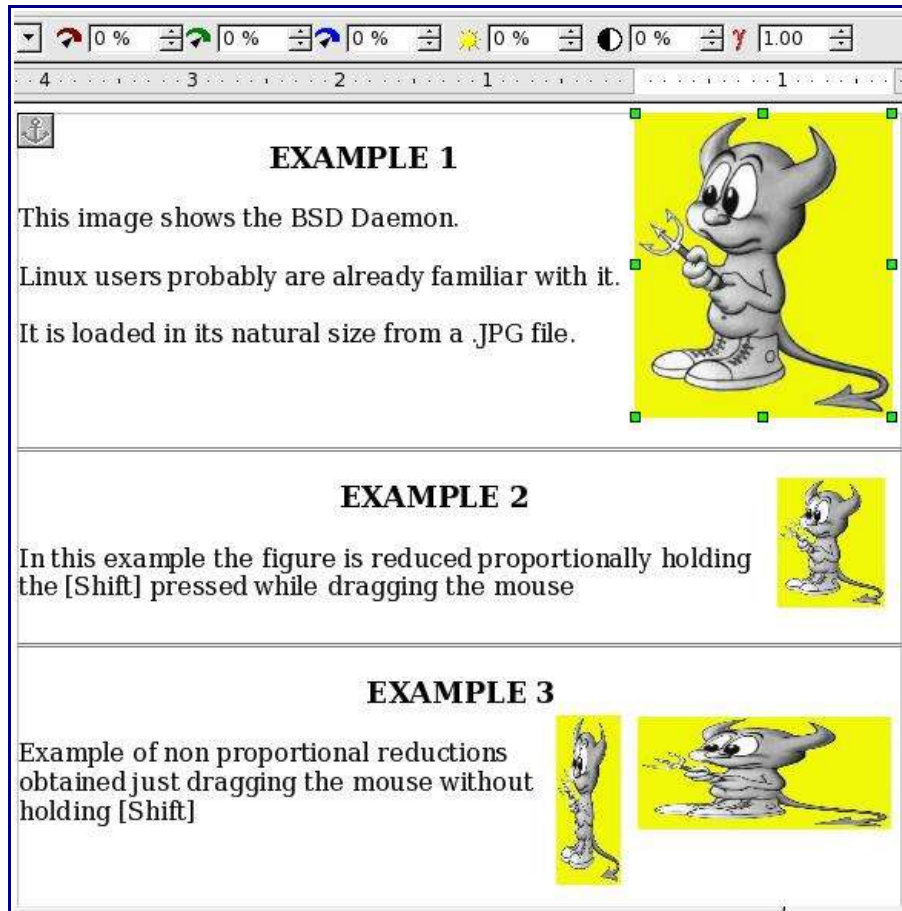 0 % 0 % 0 % 0 % 0 % γ 1.00
4 3 2 1 1
EXAMPLE 1
This image shows the BSD Daemon.
Linux users probably are already familiar with it.
It is loaded in its natural size from a .JPG file.
EXAMPLE 2
In this example the figure is reduced proportionally holding
the [Shift] pressed while dragging the mouse
EXAMPLE 3
Example of non proportional reductions
obtained just dragging the mouse without
holding [Shift]